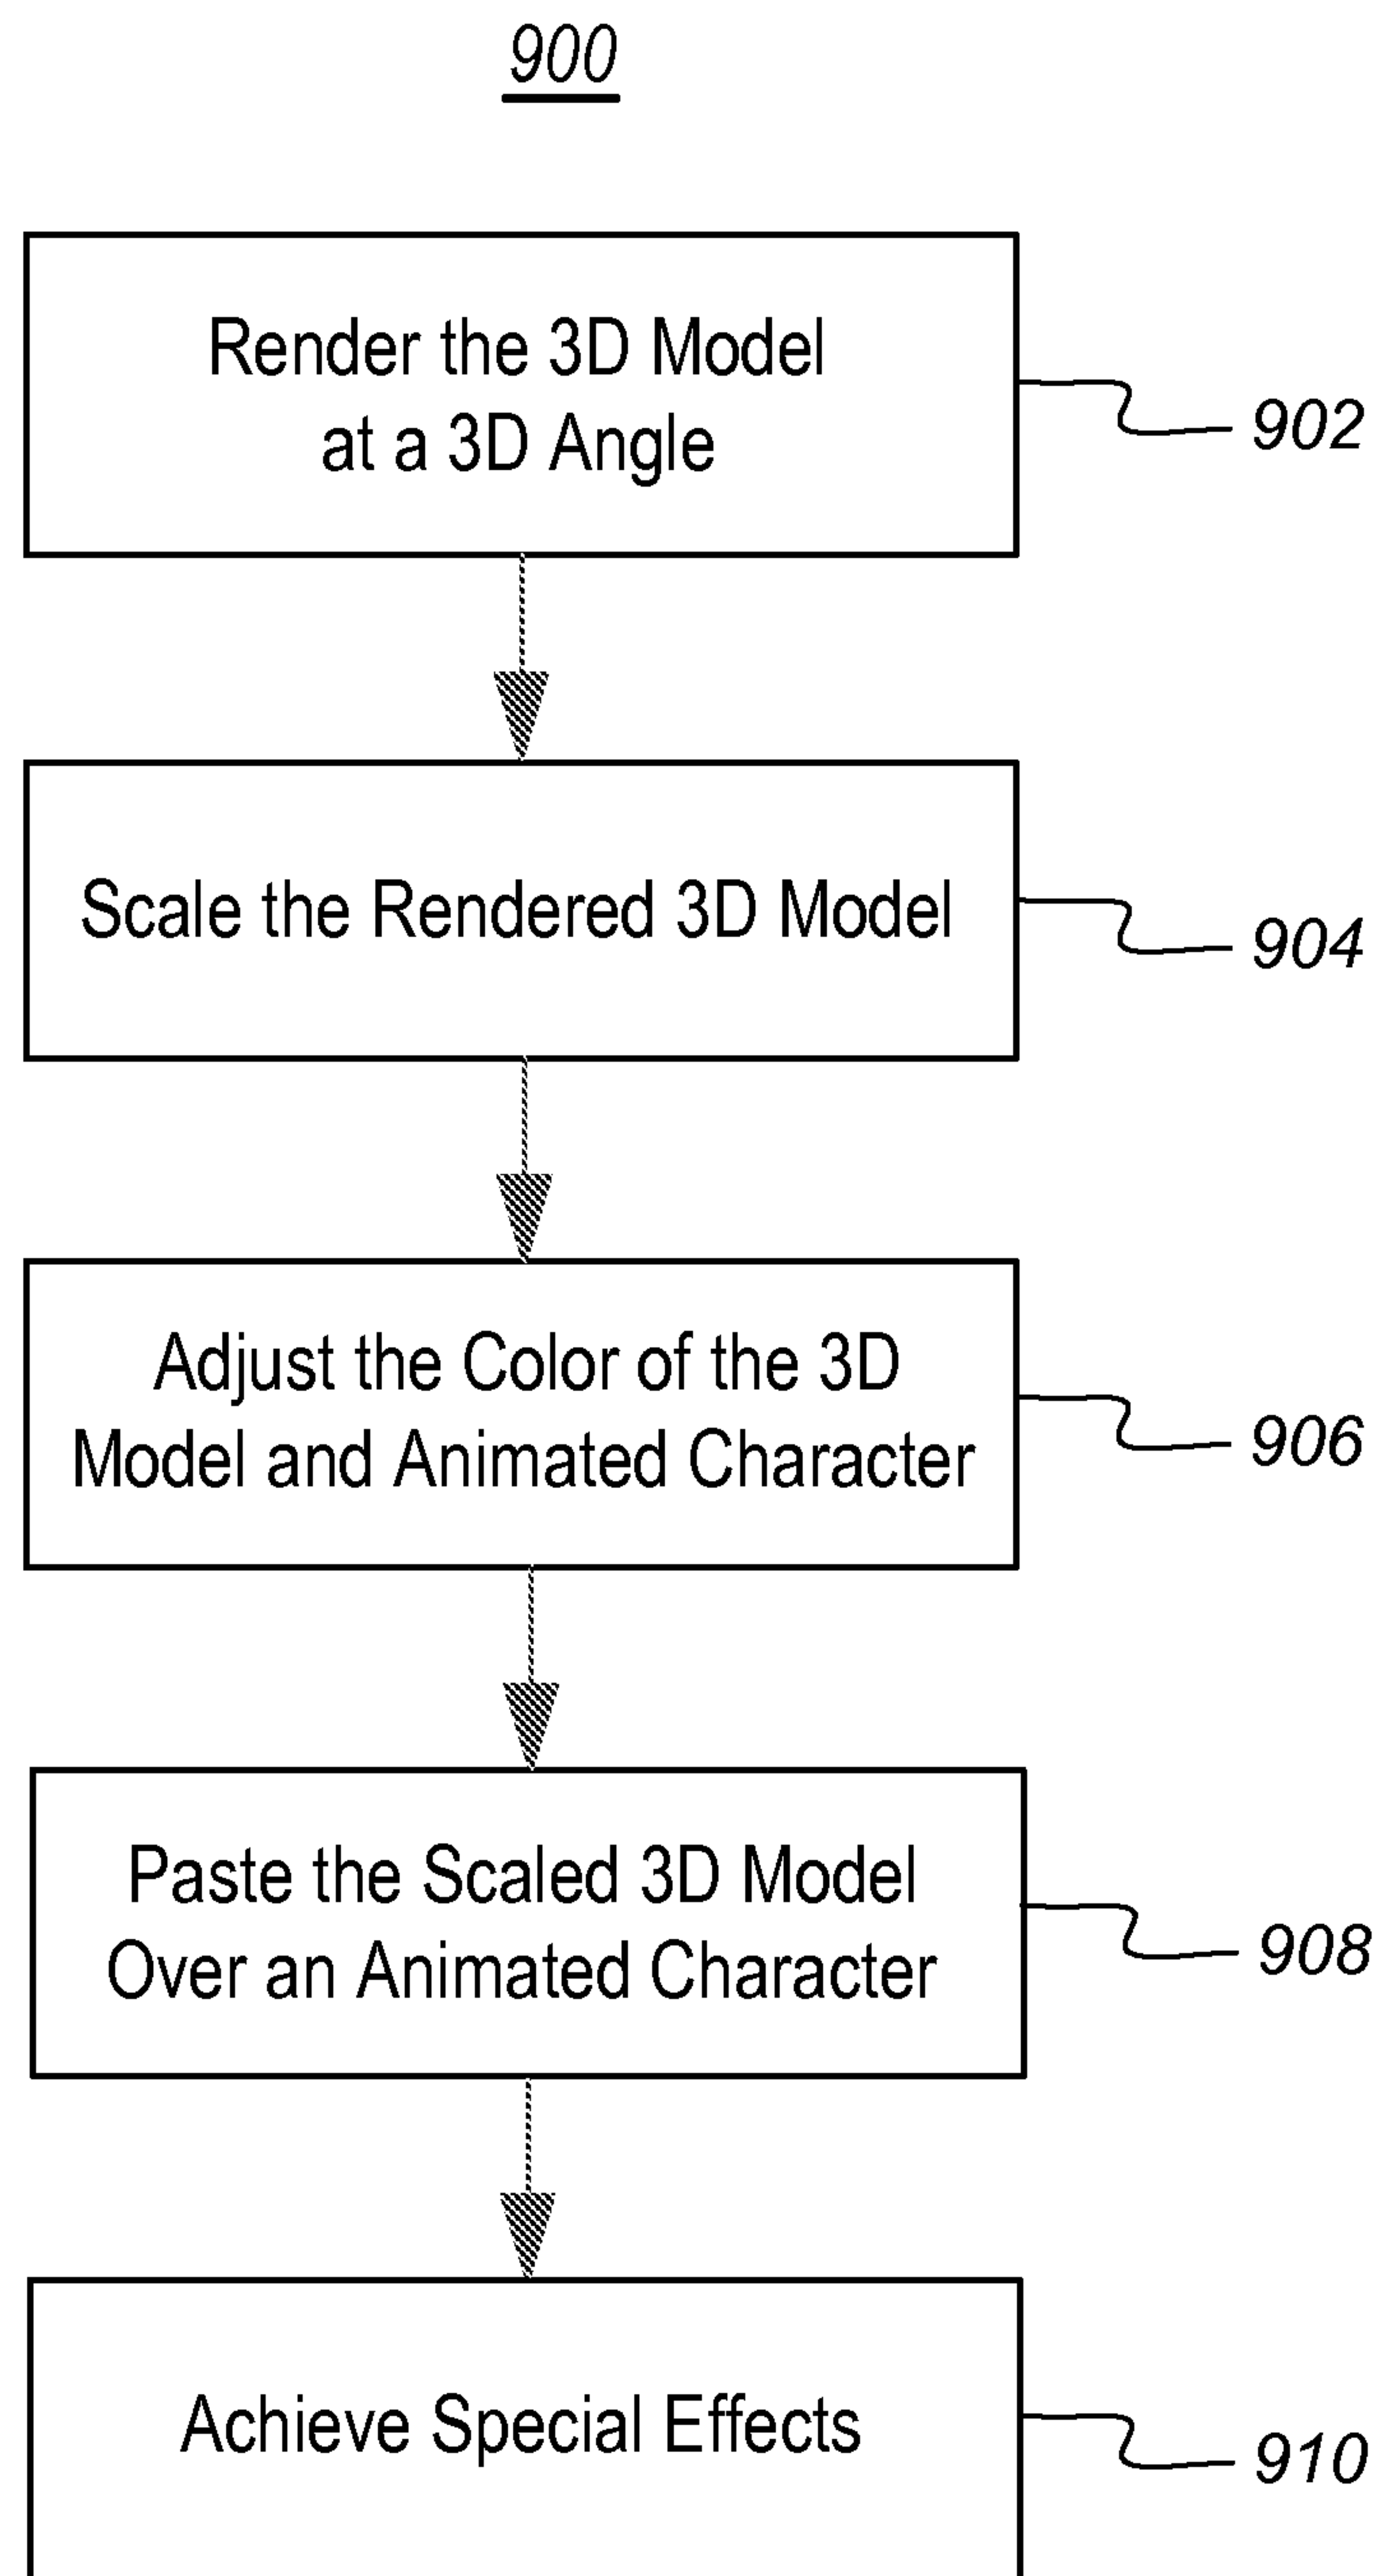 900
Render the 3D Model
at a 3D Angle
902
Scale the Rendered 3D Model
904
Adjust the Color of the 3D
Model and Animated Character
906
Paste the Scaled 3D Model
Over an Animated Character
908
Achieve Special Effects
910